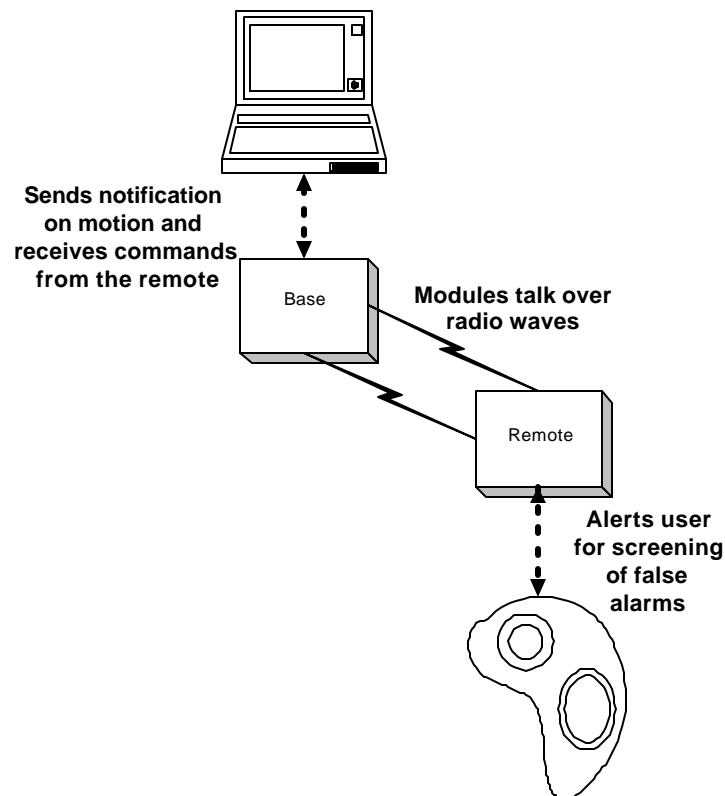 Sends notification
on motion and
receives commands
from the remote
Base
Modules talk over
radio waves
Remote
Alerts user
for screening
of false
alarms